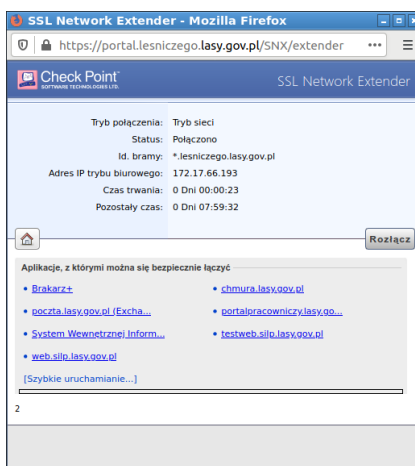 SSL Network Extender - Mozilla Firefox
https://portal.lesniczego.lasy.gov.pl/SNX/extender
Check Point
SOFTWARE TECHNOLOGIES LTD.
SSL Network Extender
Tryb połączenia: Tryb sieci
Status: Połączono
Id. bramy: *.lesniczego.lasy.gov.pl
Adres IP trybu biurowego: 172.17.66.193
Czas trwania: 0 Dni 00:00:23
Pozostały czas: 0 Dni 07:59:32
Rozłącz
Aplikacje, z którymi można się bezpiecznie łączyć
Brakarz+ chmura.lasy.gov.pl
poczta.lasy.gov.pl (Excha... portalpracowniczy.lasy.go...
System Wewnętrznej Inform... testweb.silp.lasy.gov.pl
web.silp.lasy.gov.pl
[Szybkie uruchamianie...]
2